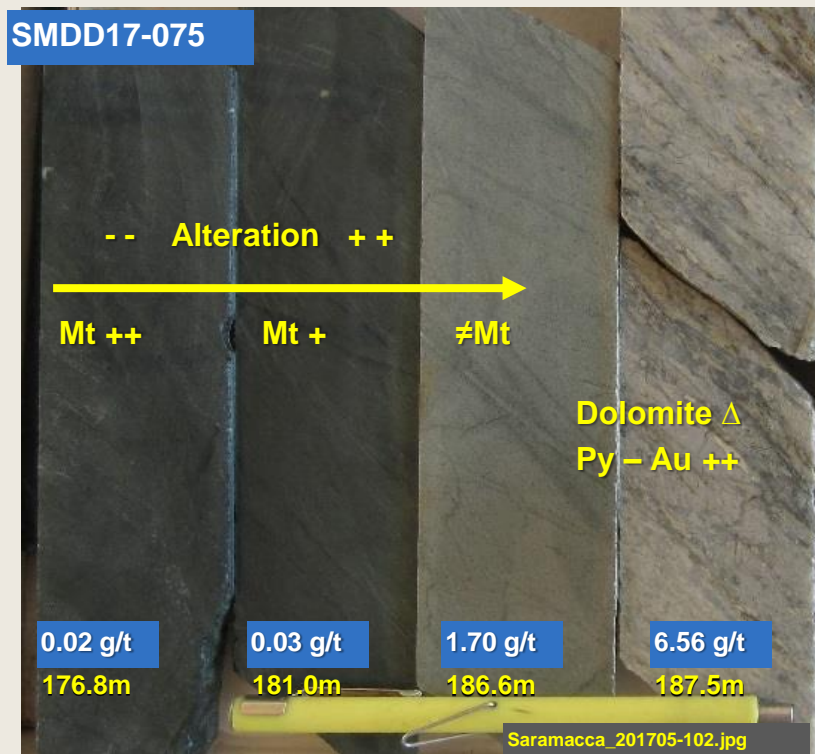 SMDD17-075
- - Alteration + +
Mt ++ Mt + ≠Mt
Dolomite Δ
Py – Au ++
0.02 g/t 0.03 g/t 1.70 g/t 6.56 g/t
176.8m 181.0m 186.6m 187.5m
Saramacca_201705-102.jpg